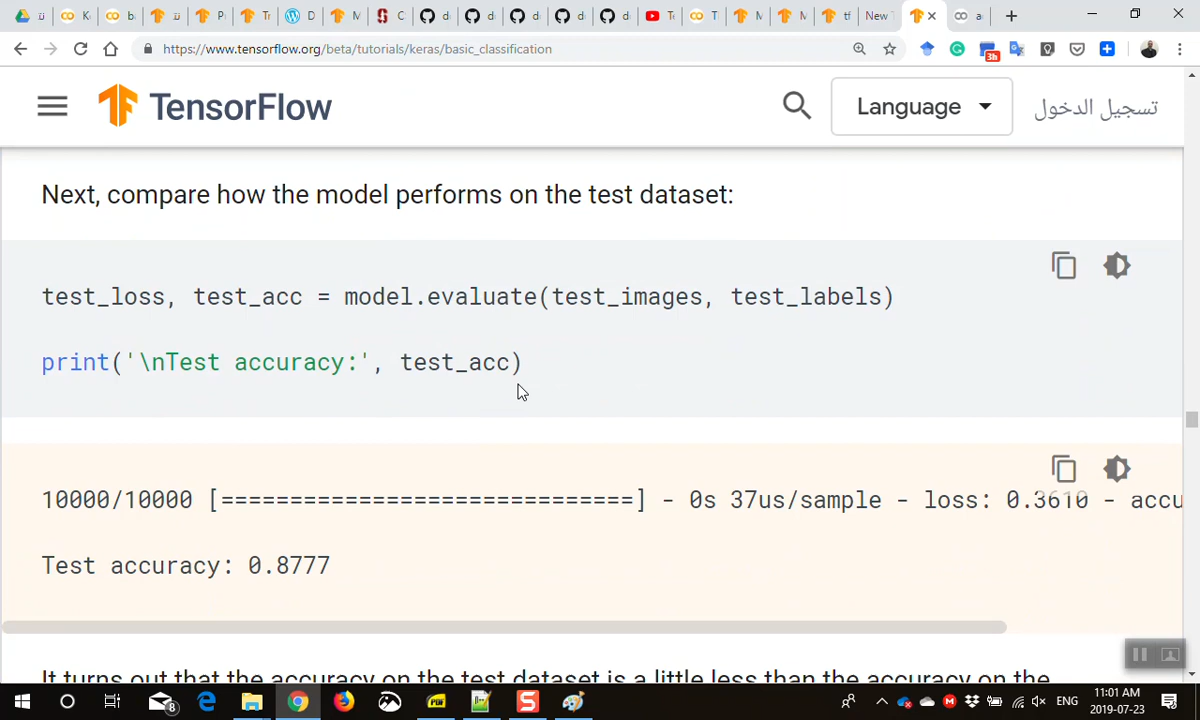 https://www.tensorflow.org/beta/tutorials/keras/basic_classification
3h
TensorFlow
Language
تسجيل الدخول
Next, compare how the model performs on the test dataset:
test_loss, test_acc = model.evaluate(test_images, test_labels)
print('\nTest accuracy:', test_acc)
10000/10000 [==============================] - 0s 37us/sample - loss: 0.3610 - accu
Test accuracy: 0.8777
It turns out that the accuracy on the test dataset is a little less than the accuracy on the
8
ENG
11:01 AM
2019-07-23